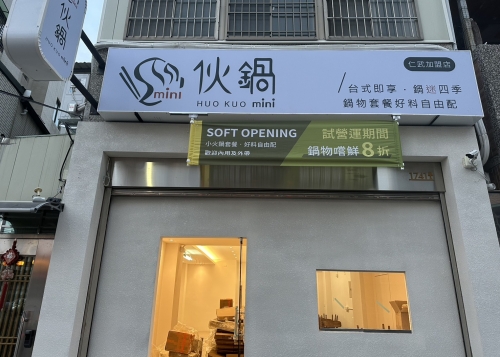 伙鍋
mini
伙鍋
HUO KUO mini
仁武加盟店
/台式即享・鍋遶四季
鍋物套餐好料自由配
SOFT OPENING
小火鍋套餐・好料自由配
歡迎內用及外帶
試營運期間
鍋物嚐鮮8折